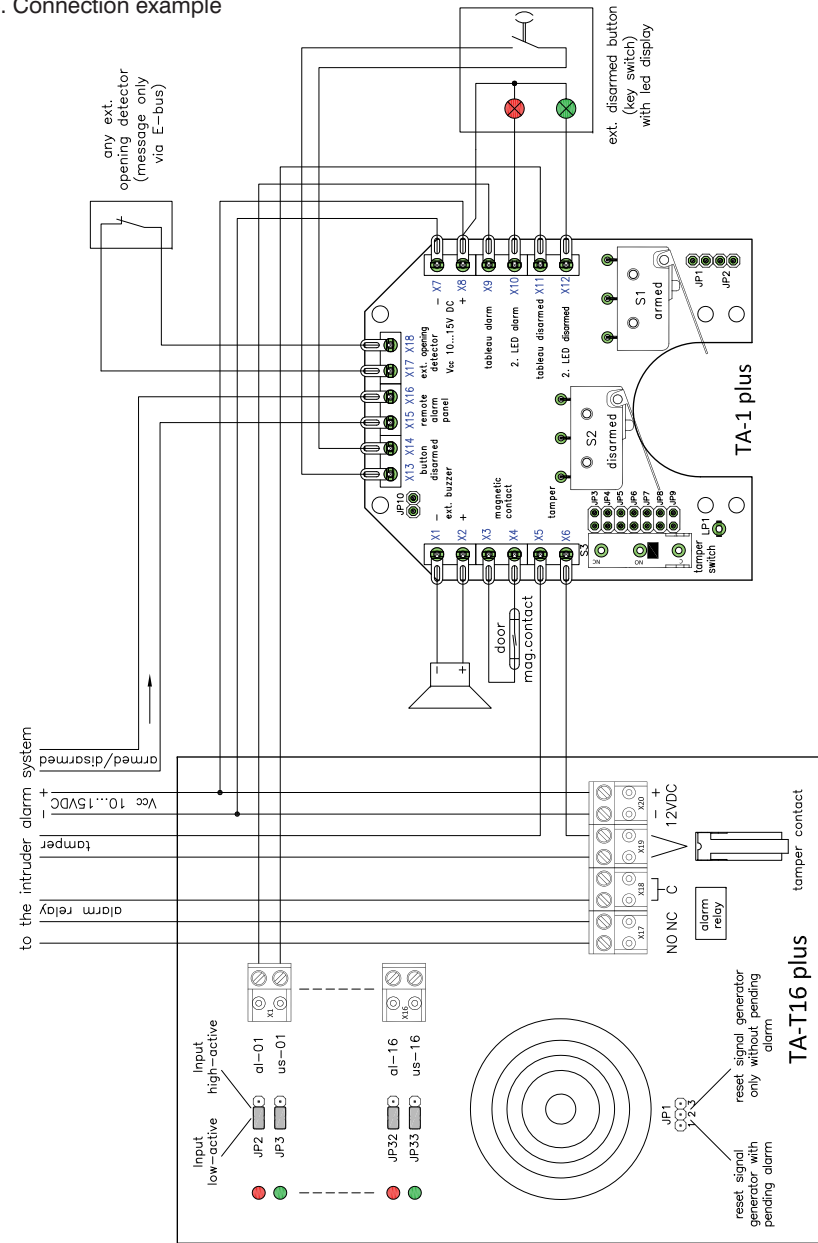 . Connection example
any ext.
opening detector
(message only
via E-bus)
ext. disarmed button
(key switch)
with led display
to the intruder alarm system
armed/disarmed
Vcc 10...15VDC
+
-
tamper
alarm relay
X18
X17
ext. opening
detector
X16
X15
remote
alarm
panel
X14
X13
button
disarmed
JP10
X7 -
X8 +
Vcc 10...15V DC
X9
tableau alarm
X10
2. LED alarm
X11
tableau disarmed
X12
2. LED disarmed
X1 -
X2 +
ext. buzzer
X3
X4
magnetic
contact
X5
X6
tamper
S1
armed
S2
disarmed
JP1
JP2
JP3
JP4
JP5
JP6
JP7
JP8
JP9
LP1
S3
NC
NO
C
tamper
switch
TA-1 plus
-
+
door
mag.contact
Input
high-active
Input
low-active
al-01
us-01
JP2
JP3
X1
al-16
us-16
JP32
JP33
X16
X20
+
-
12VDC
X19
X18
C
X17
NO NC
alarm
relay
tamper contact
JP1
1 2 3
reset signal
generator with
pending alarm
reset signal generator
only without pending
alarm
TA-T16 plus